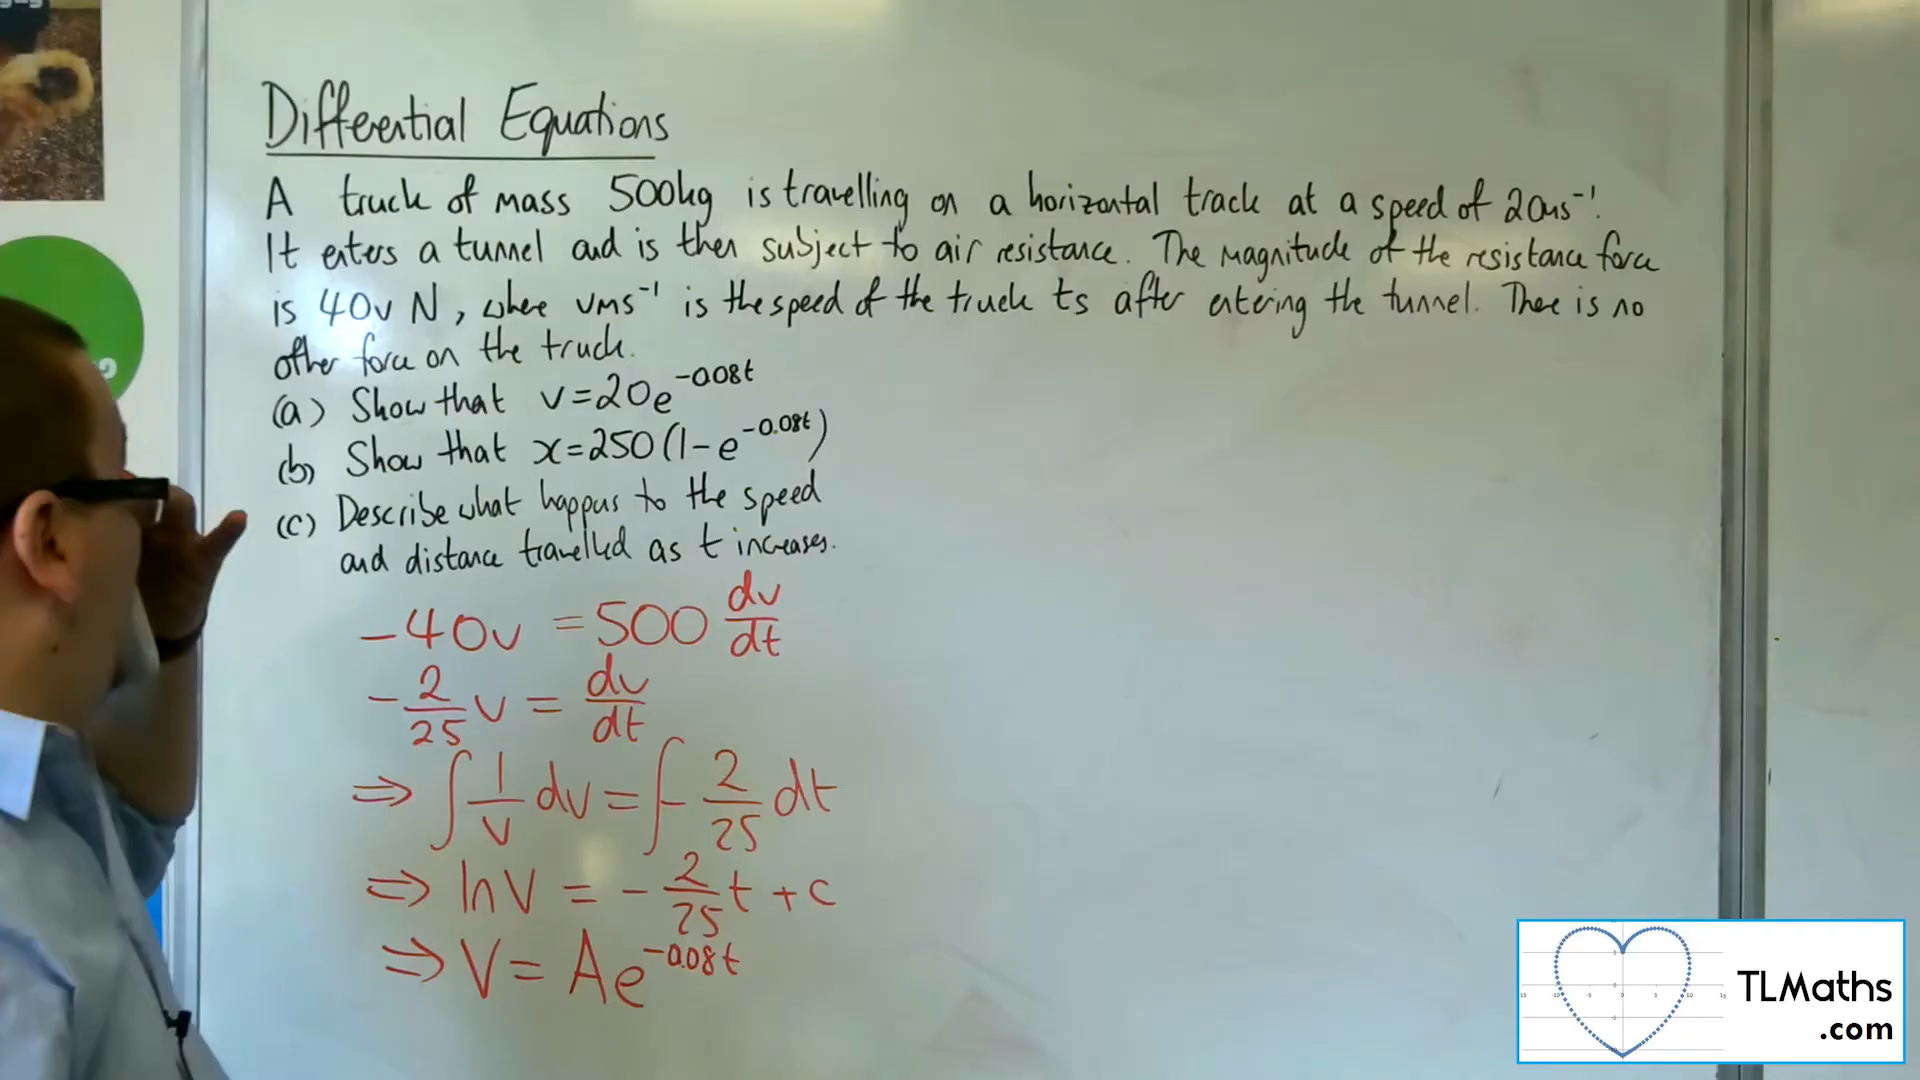 Differential Equations
A truck of mass 500kg is travelling on a horizontal track at a speed of 20ms⁻¹.
It enters a tunnel and is then subject to air resistance. The magnitude of the resistance force
is 40v N, where vms⁻¹ is the speed of the truck ts after entering the tunnel. There is no
other force on the truck.
(a) Show that v=20e^(-0.08t)
(b) Show that x=250(1-e^(-0.08t))
(c) Describe what happens to the speed
and distance travelled as t increases.
-40v = 500 dv/dt
-2/25 v = dv/dt
⇒ ∫ 1/v dv = ∫ -2/25 dt
⇒ ln v = -2/25 t + c
⇒ v = Ae^(-0.08t)
TLMaths
.com